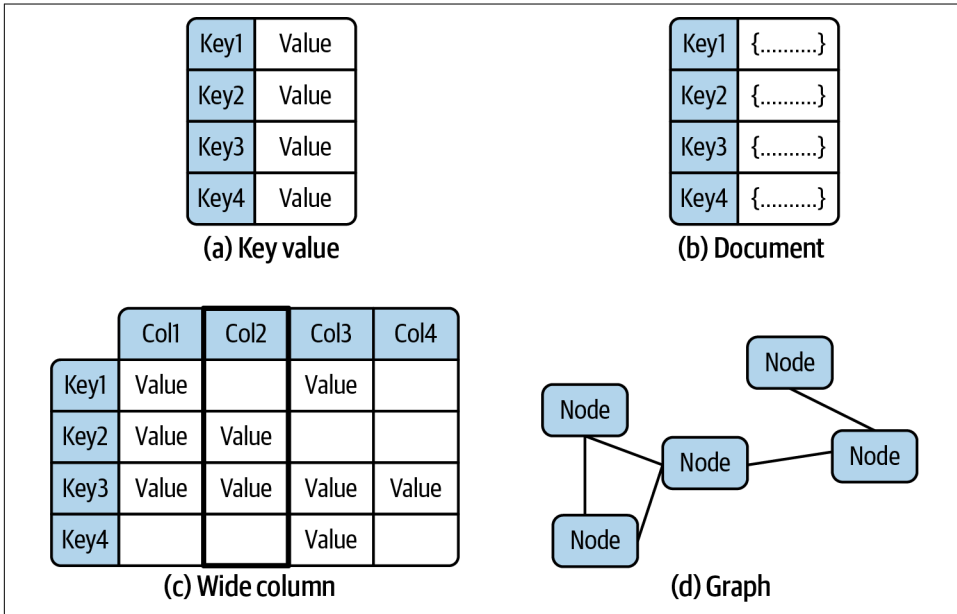 Key1 Value
Key2 Value
Key3 Value
Key4 Value
(a) Key value
Key1 {..........}
Key2 {..........}
Key3 {..........}
Key4 {..........}
(b) Document
Col1 Col2 Col3 Col4
Key1 Value Value
Key2 Value Value
Key3 Value Value Value Value
Key4 Value
(c) Wide column
Node
Node
Node
Node
Node
(d) Graph